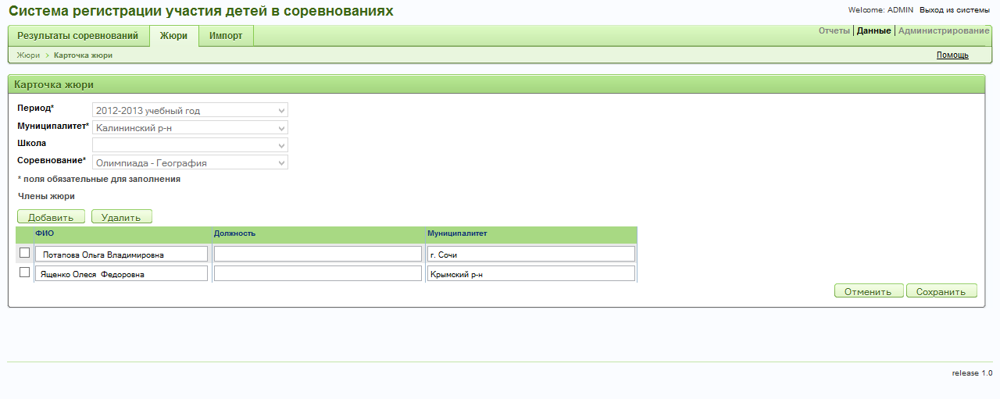 Система регистрации участия детей в соревнованиях
Welcome: ADMIN Выход из системы
Результаты соревнований Жюри Импорт
Отчеты | Данные | Администрирование
Жюри > Карточка жюри
Помощь
Карточка жюри
Период* 2012-2013 учебный год
Муниципалитет* Калининский р-н
Школа
Соревнование* Олимпиада - География
* поля обязательные для заполнения
Члены жюри
Добавить Удалить
ФИО Должность Муниципалитет
Потапова Ольга Владимировна г. Сочи
Ященко Олеся Федоровна Крымский р-н
Отменить Сохранить
release 1.0